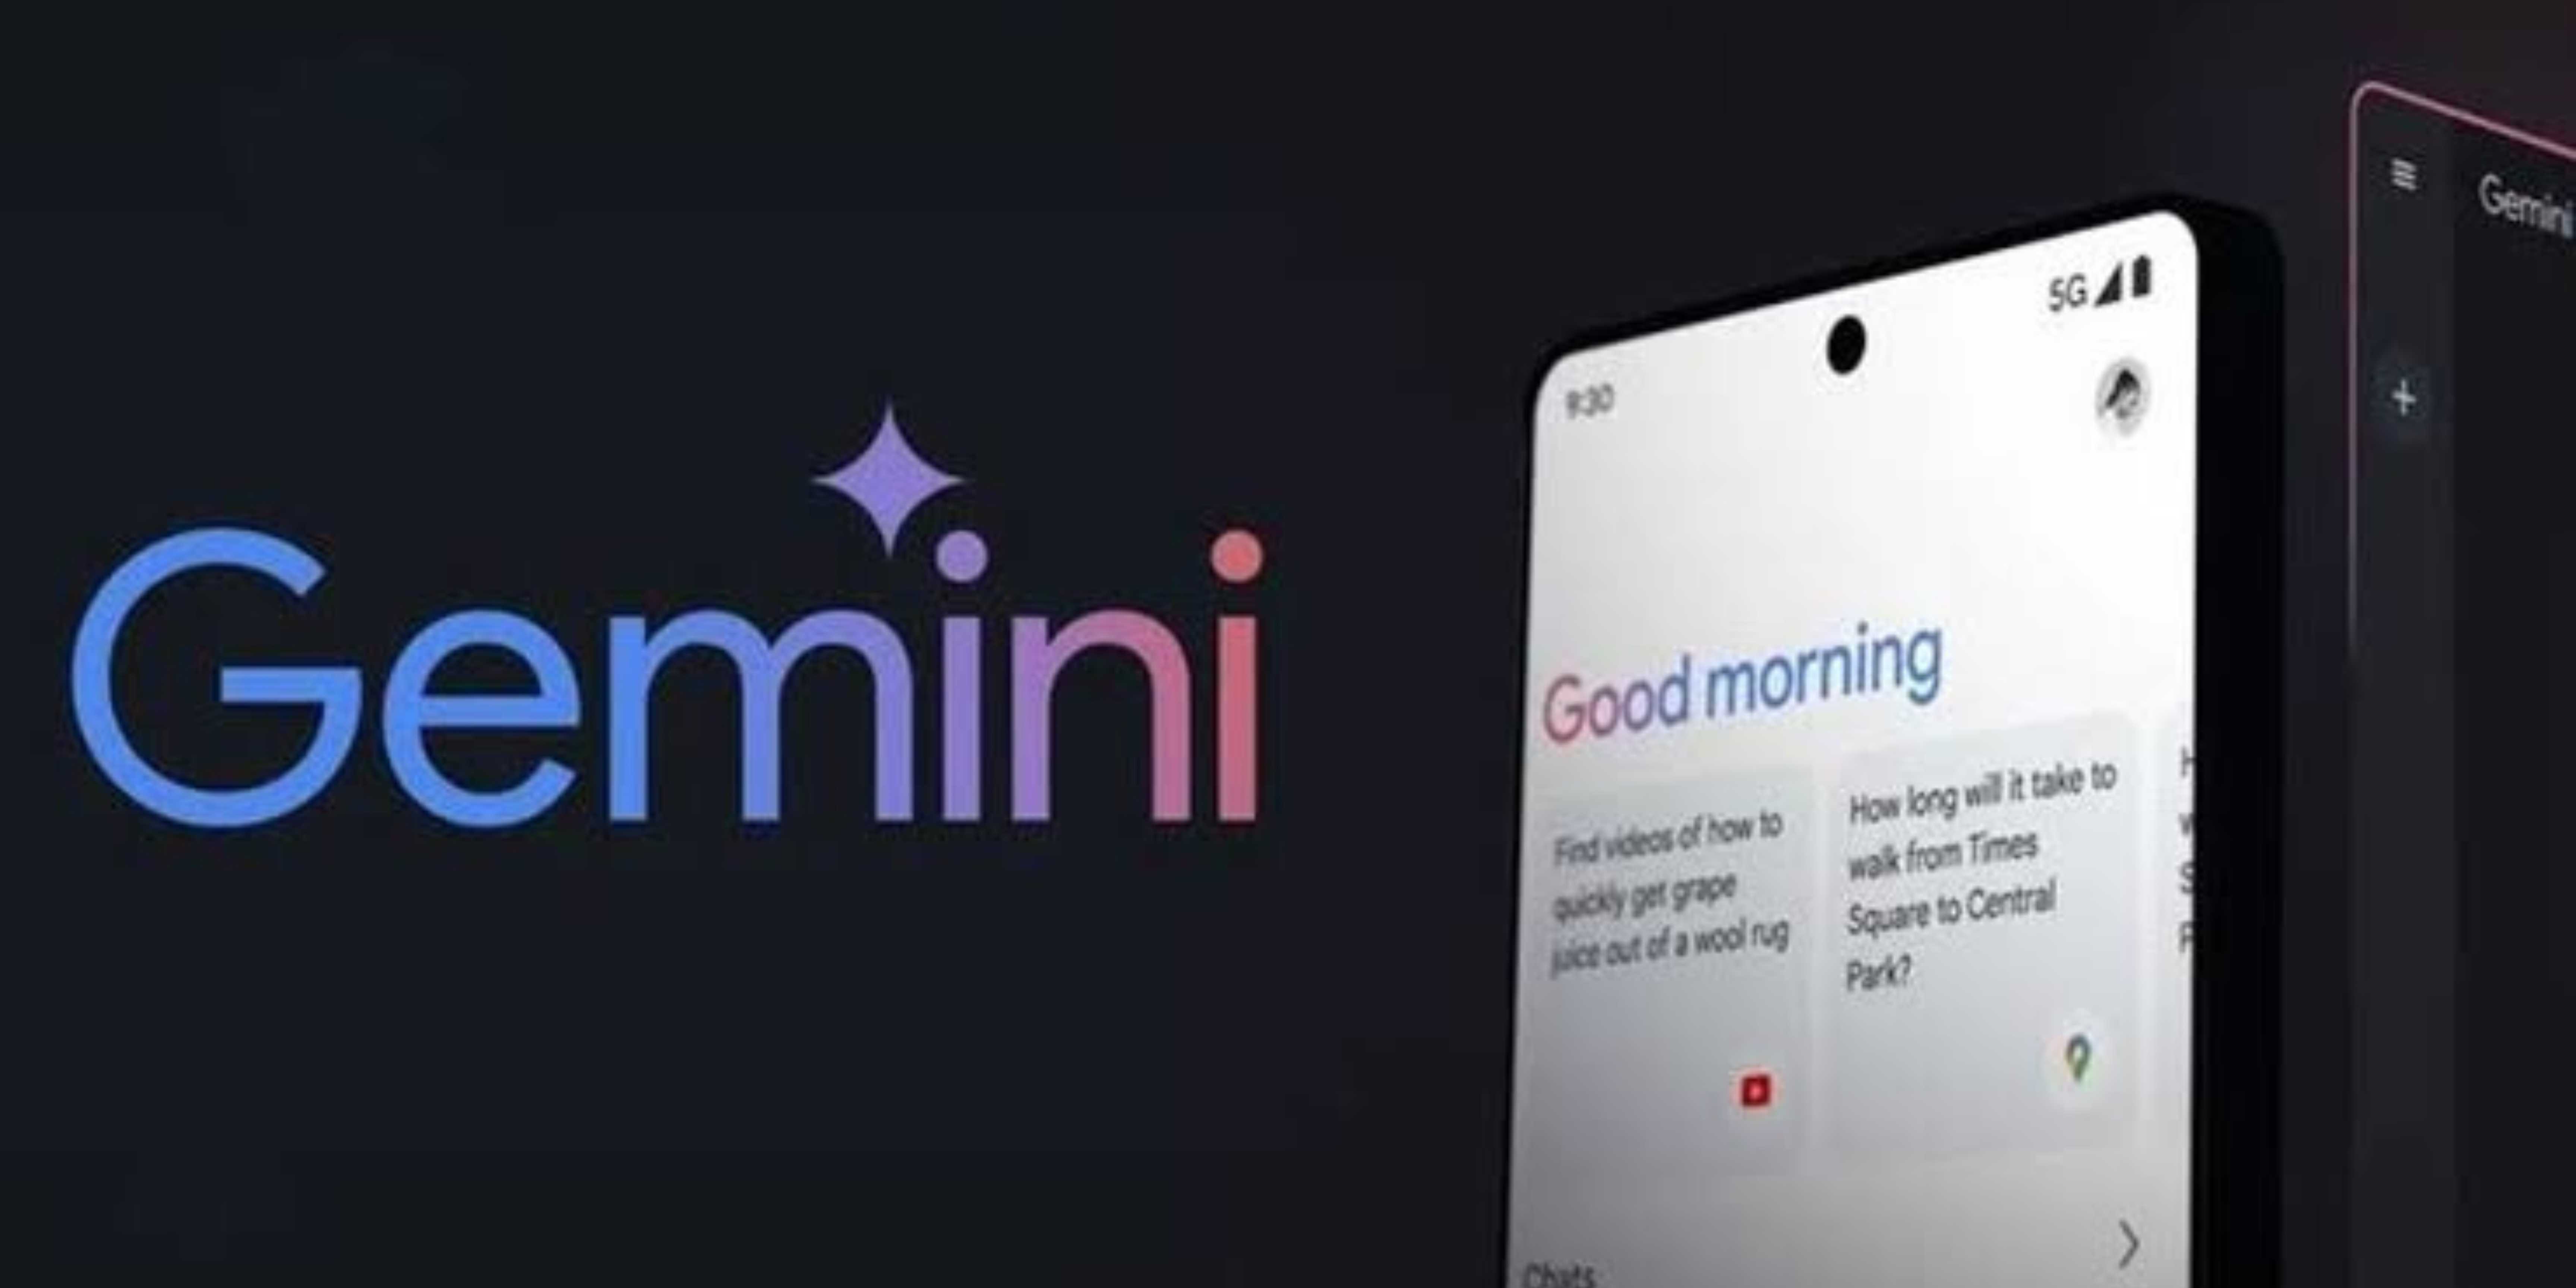 Gemini
9:30
5G
Good morning
Find videos of how to
quickly get grape
juice out of a wool rug
How long will it take to
walk from Times
Square to Central
Park?
Chats
Gemini